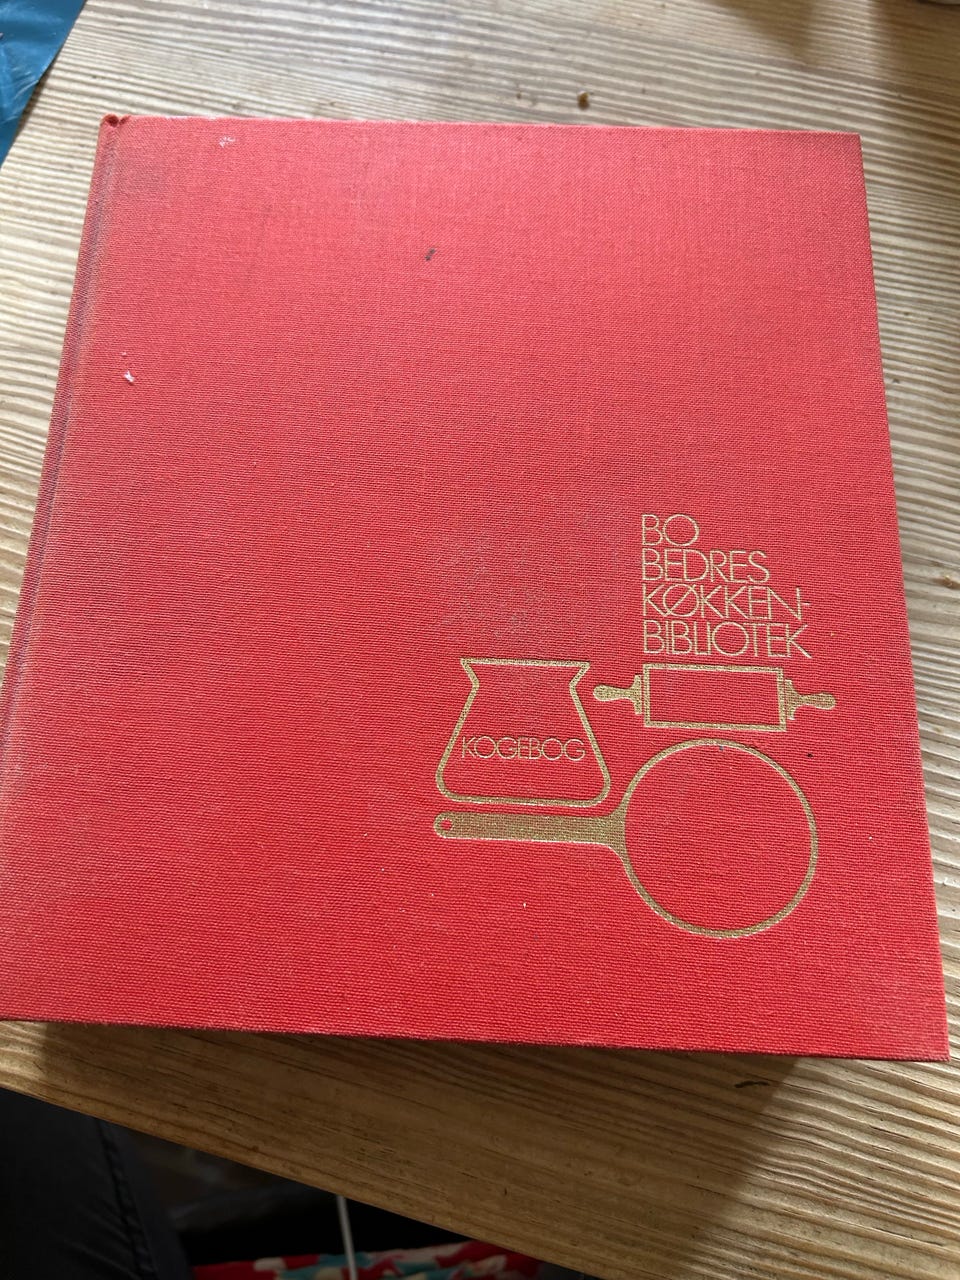 BO
BEDRES
KØKKEN-
BIBLIOTEK
KOGEBOG